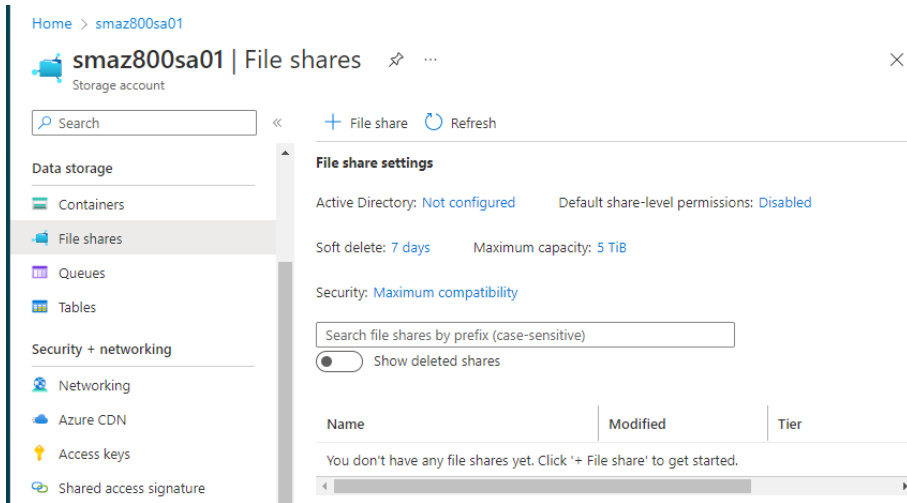 Home > smaz800sa01
smaz800sa01 | File shares
Storage account
Search
Data storage
Containers
File shares
Queues
Tables
Security + networking
Networking
Azure CDN
Access keys
Shared access signature
+ File share Refresh
File share settings
Active Directory: Not configured Default share-level permissions: Disabled
Soft delete: 7 days Maximum capacity: 5 TiB
Security: Maximum compatibility
Search file shares by prefix (case-sensitive)
Show deleted shares
Name Modified Tier
You don't have any file shares yet. Click '+ File share' to get started.